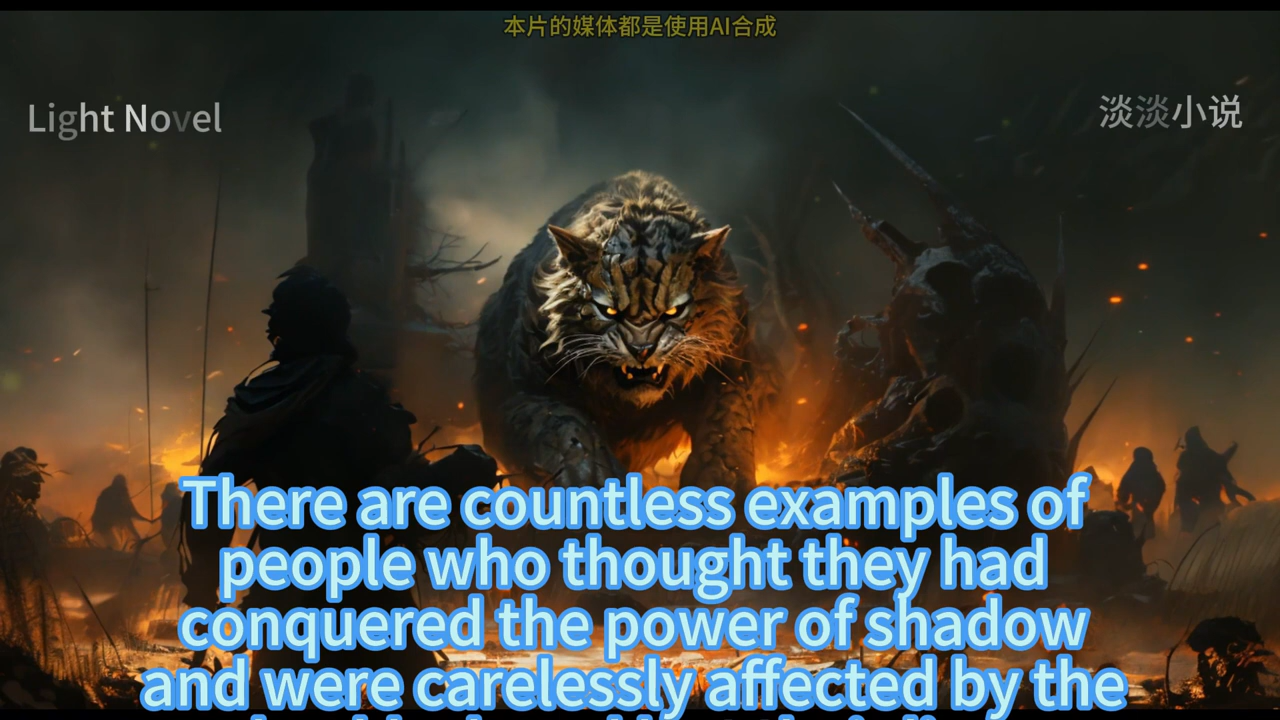 本片的媒体都是使用AI合成
Light Novel
淡淡小说
There are countless examples of
people who thought they had
conquered the power of shadow
and were carelessly affected by the